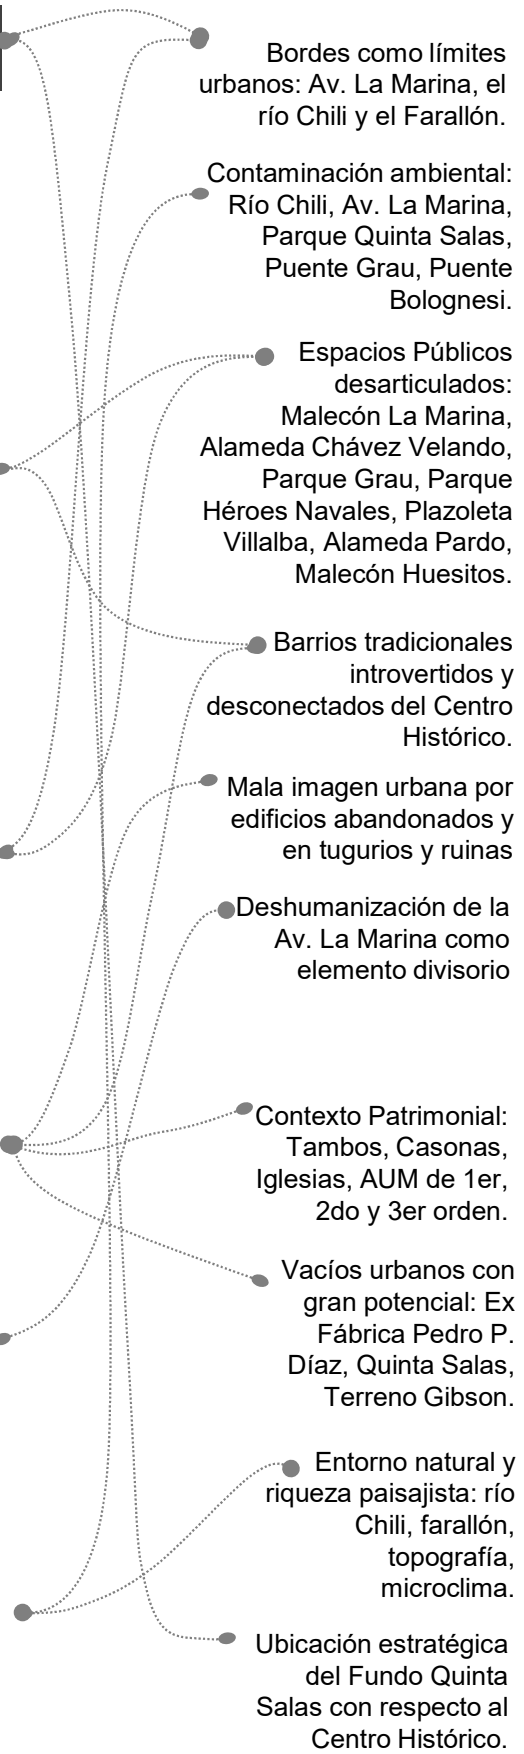 Bordes como límites
urbanos: Av. La Marina, el
río Chili y el Farallón.
Contaminación ambiental:
Río Chili, Av. La Marina,
Parque Quinta Salas,
Puente Grau, Puente
Bolognesi.
Espacios Públicos
desarticulados:
Malecón La Marina,
Alameda Chávez Velando,
Parque Grau, Parque
Héroes Navales, Plazoleta
Villalba, Alameda Pardo,
Malecón Huesitos.
Barrios tradicionales
introvertidos y
desconectados del Centro
Histórico.
Mala imagen urbana por
edificios abandonados y
en tugurios y ruinas
Deshumanización de la
Av. La Marina como
elemento divisorio
Contexto Patrimonial:
Tambos, Casonas,
Iglesias, AUM de 1er,
2do y 3er orden.
Vacíos urbanos con
gran potencial: Ex
Fábrica Pedro P.
Díaz, Quinta Salas,
Terreno Gibson.
Entorno natural y
riqueza paisajista: río
Chili, farallón,
topografía,
microclima.
Ubicación estratégica
del Fundo Quinta
Salas con respecto al
Centro Histórico.